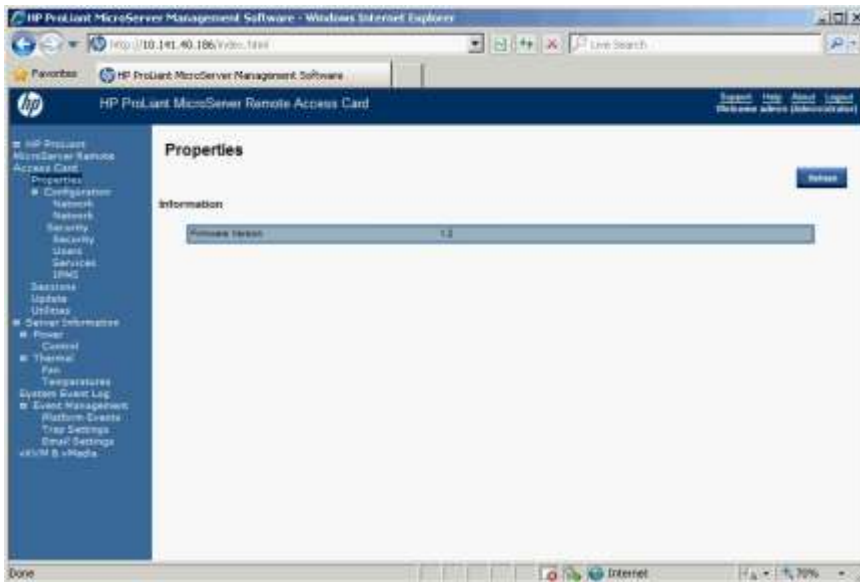 HP ProLiant MicroServer Management Software - Windows Internet Explorer
http://10.141.40.186/index.html
Live Search
Favorites
HP ProLiant MicroServer Management Software
hp
HP ProLiant MicroServer Remote Access Card
Support Help About Logout
Welcome admin (Administrator)
HP ProLiant
MicroServer Remote
Access Card
Properties
Configuration
Network
Network
Security
Security
Users
Services
IPMI
Sessions
Update
Utilities
Server Information
Power
Control
Thermal
Fan
Temperatures
System Event Log
Event Management
Platform Events
Trap Settings
Email Settings
vKVM & vMedia
Properties
Refresh
Information
Firmware Version 1.2
Done
Internet
70%